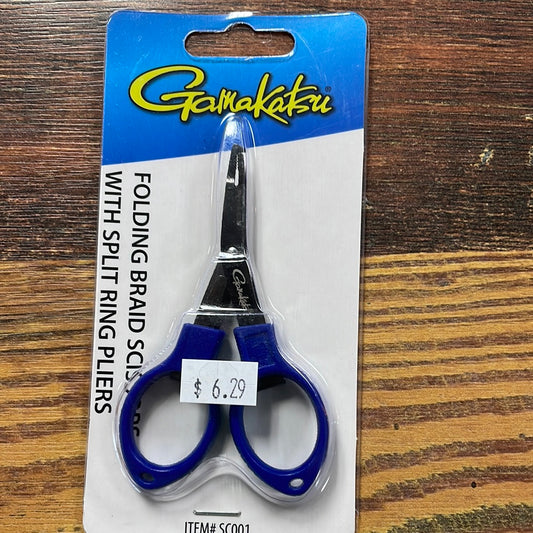 Gamakatsu
FOLDING BRAID SCISSORS
WITH SPLIT RING PLIERS
Gamakatsu
$ 6.29
ITEM# SC001